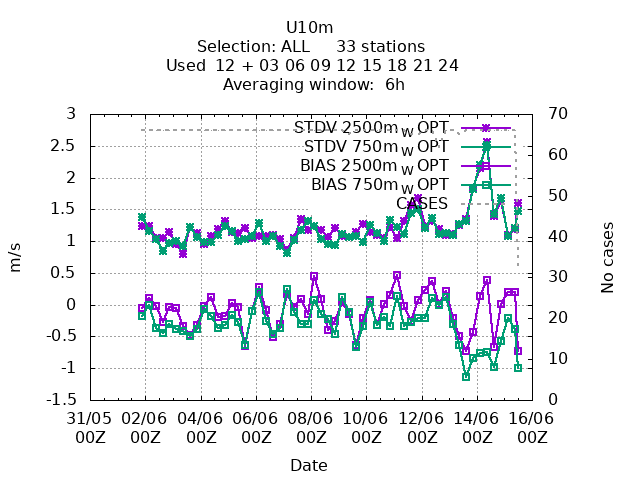 U10m
Selection: ALL 33 stations
Used 12 + 03 06 09 12 15 18 21 24
Averaging window: 6h
3
2.5
2
1.5
1
0.5
0
-0.5
-1
-1.5
70
60
50
40
30
20
10
0
STDV 2500m W OPT
STDV 750m W OPT
BIAS 2500m W OPT
BIAS 750m W OPT
CASES
m/s
No cases
31/05 02/06 04/06 06/06 08/06 10/06 12/06 14/06 16/06
00Z 00Z 00Z 00Z 00Z 00Z 00Z 00Z 00Z
Date